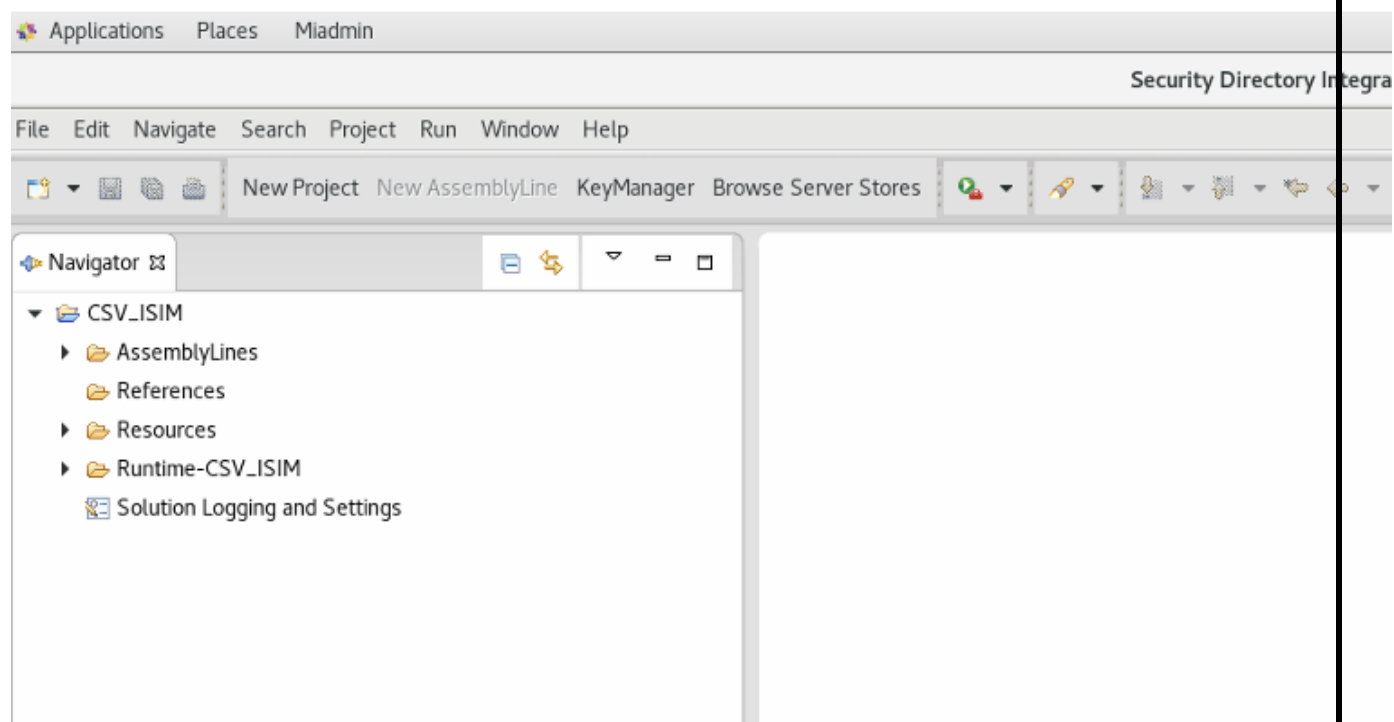 Applications Places Miadmin
Security Directory Integra
File Edit Navigate Search Project Run Window Help
New Project New AssemblyLine KeyManager Browse Server Stores
Navigator
CSV_ISIM
AssemblyLines
References
Resources
Runtime-CSV_ISIM
Solution Logging and Settings